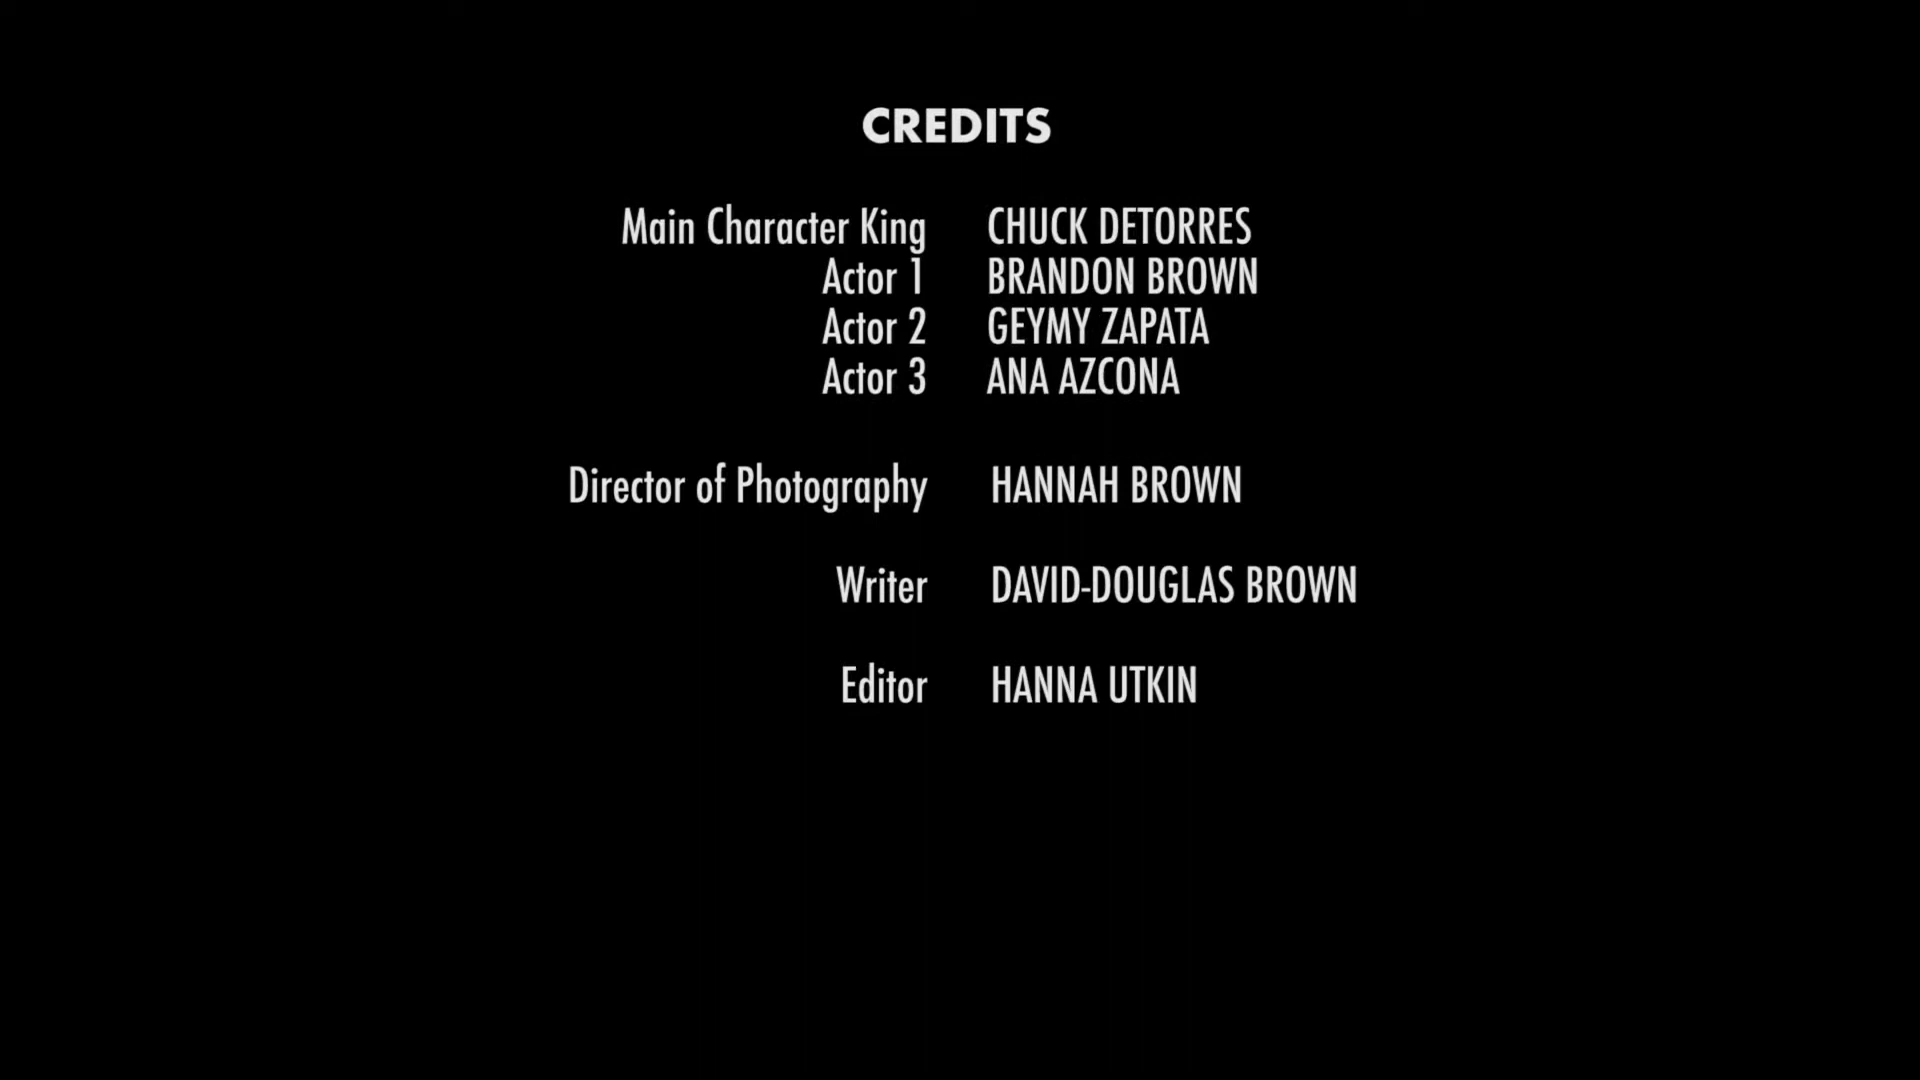 CREDITS
Main Character King CHUCK DETORRES
Actor 1 BRANDON BROWN
Actor 2 GEYMY ZAPATA
Actor 3 ANA AZCONA
Director of Photography HANNAH BROWN
Writer DAVID-DOUGLAS BROWN
Editor HANNA UTKIN